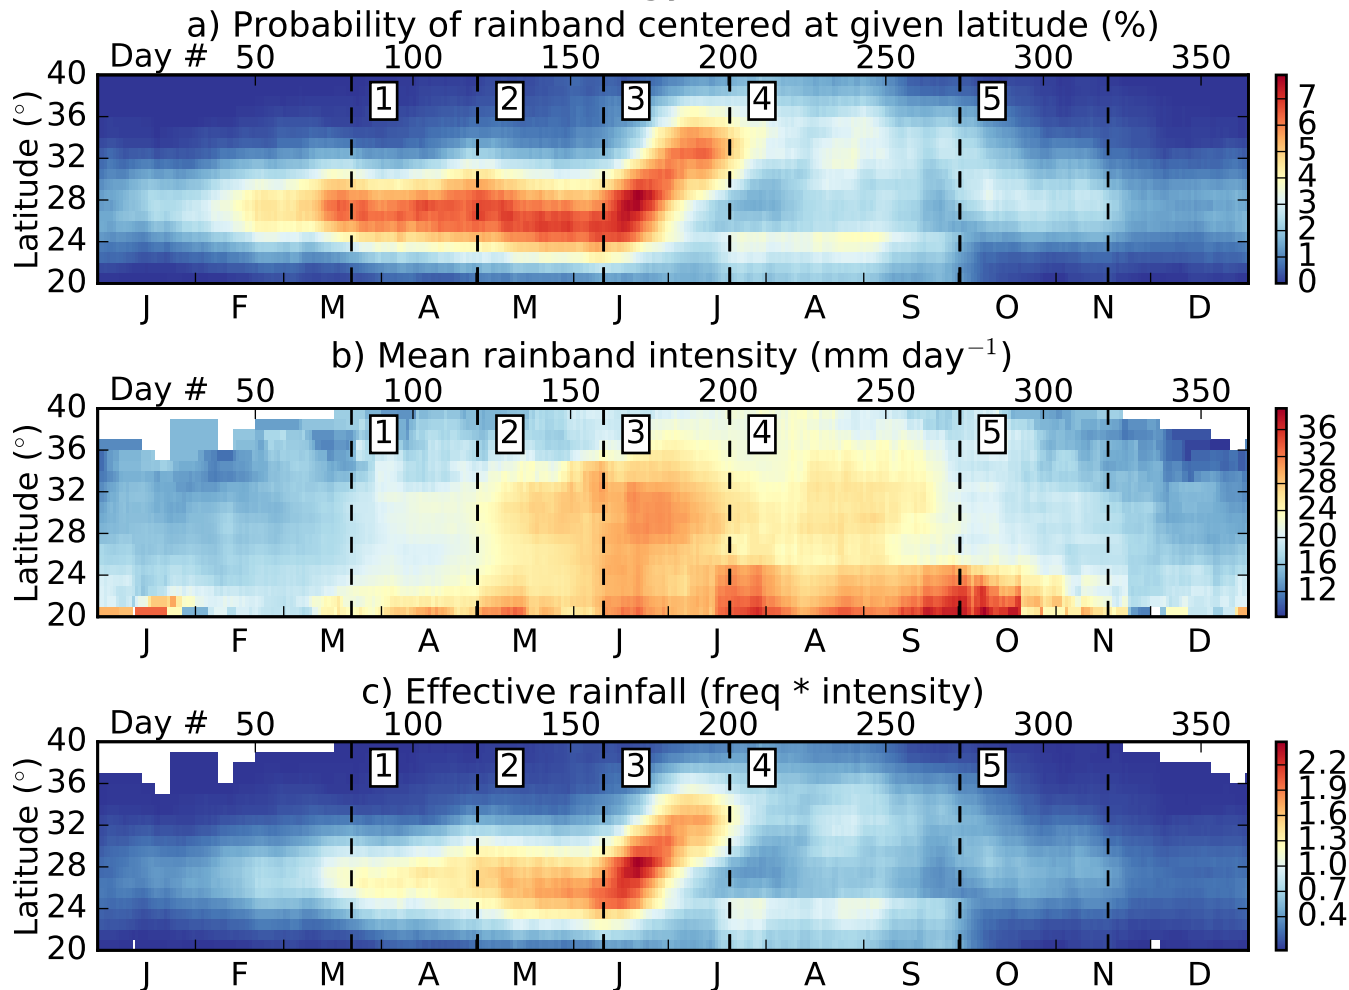 a) Probability of rainband centered at given latitude (%)
Day # 50 100 150 200 250 300 350
40
36
32
28
24
20
Latitude (°)
1 2 3 4 5
7
6
5
4
3
3
2
1
0
J F M A M J J A S O N D
b) Mean rainband intensity (mm day⁻¹)
Day # 50 100 150 200 250 300 350
40
36
32
28
24
20
Latitude (°)
1 2 3 4 5
36
32
28
24
20
16
12
J F M A M J J A S O N D
c) Effective rainfall (freq * intensity)
Day # 50 100 150 200 250 300 350
40
36
32
28
24
20
Latitude (°)
1 2 3 4 5
2.2
1.9
1.6
1.3
1.0
0.7
0.4
J F M A M J J A S O N D